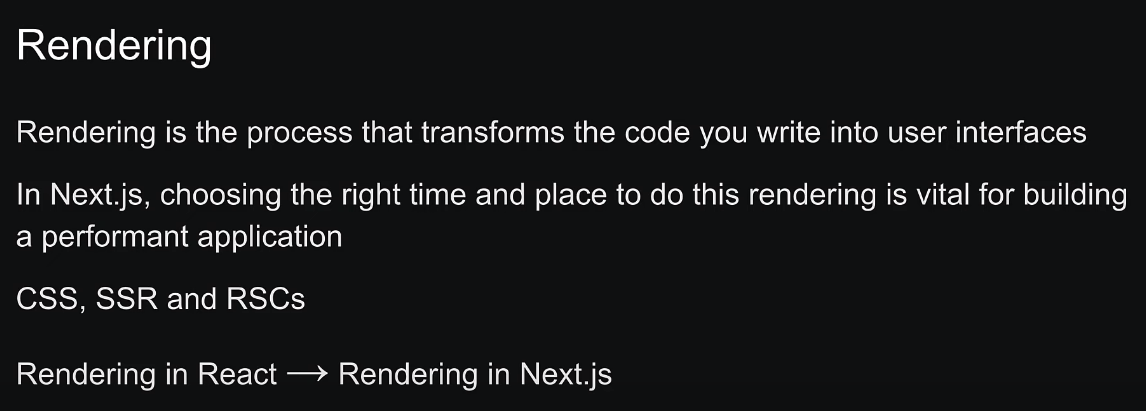 Rendering
Rendering is the process that transforms the code you write into user interfaces
In Next.js, choosing the right time and place to do this rendering is vital for building
a performant application
CSS, SSR and RSCs
Rendering in React ⟶ Rendering in Next.js